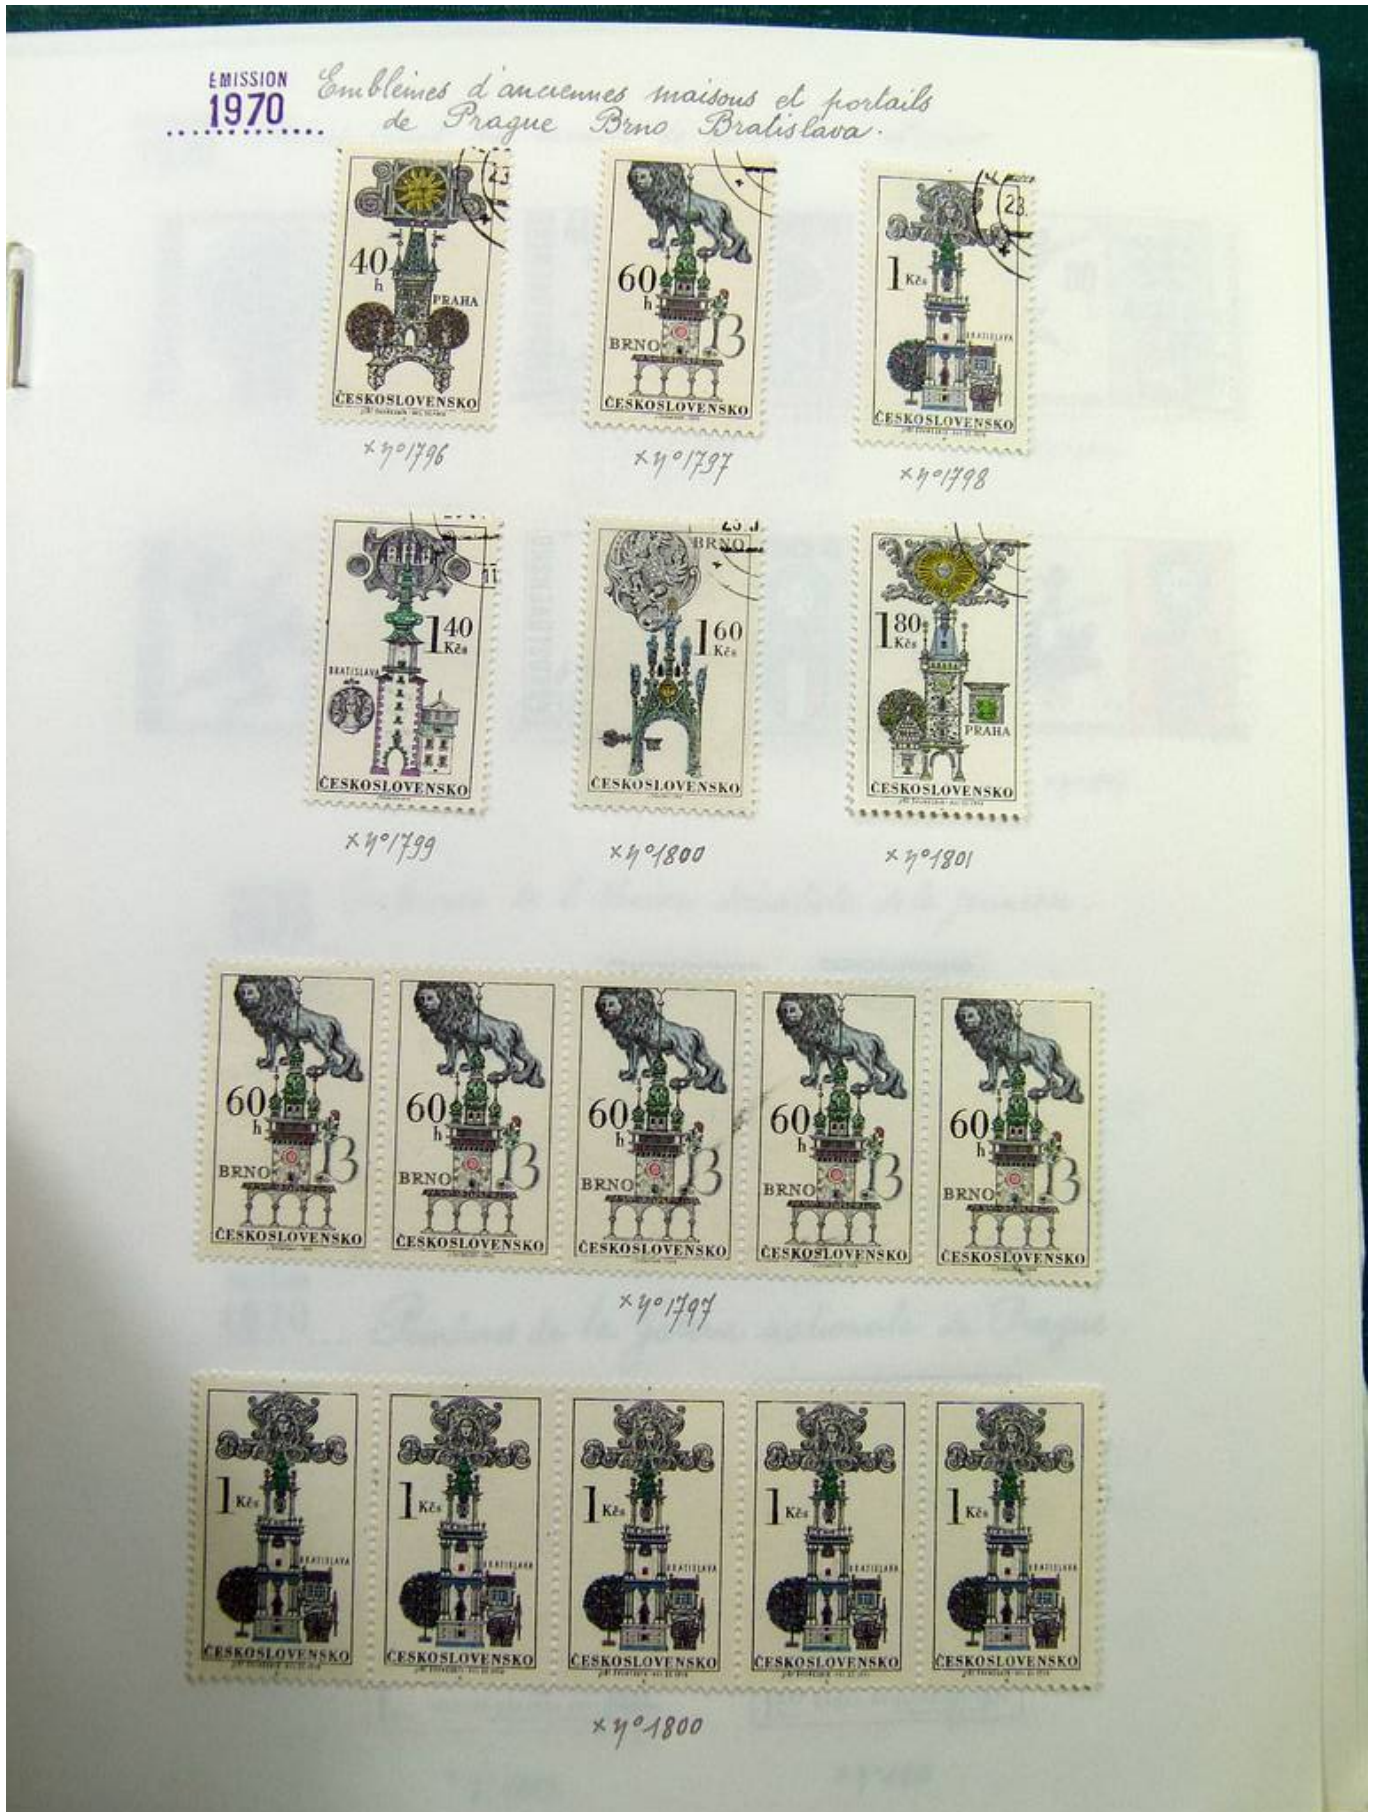 ÉMISSION
1970
Emblèmes d'anciennes maisons et portails
de Prague Brno Bratislava.
23
40
h
PRAHA
ČESKOSLOVENSKO
60
h
BRNO
B
ČESKOSLOVENSKO
23.
1 Kčs
BRATISLAVA
ČESKOSLOVENSKO
x n° 1796
x n° 1797
x n° 1798
11
1 40
Kčs
BRATISLAVA
ČESKOSLOVENSKO
BRNO
1 60
Kčs
ČESKOSLOVENSKO
1 80
Kčs
PRAHA
ČESKOSLOVENSKO
x n° 1799
x n° 1800
x n° 1801
60
h
BRNO
B
ČESKOSLOVENSKO
60
h
BRNO
B
ČESKOSLOVENSKO
60
h
BRNO
B
ČESKOSLOVENSKO
60
h
BRNO
B
ČESKOSLOVENSKO
60
h
BRNO
B
ČESKOSLOVENSKO
x n° 1797
1 Kčs
BRATISLAVA
ČESKOSLOVENSKO
1 Kčs
BRATISLAVA
ČESKOSLOVENSKO
1 Kčs
BRATISLAVA
ČESKOSLOVENSKO
1 Kčs
BRATISLAVA
ČESKOSLOVENSKO
1 Kčs
BRATISLAVA
ČESKOSLOVENSKO
x n° 1800